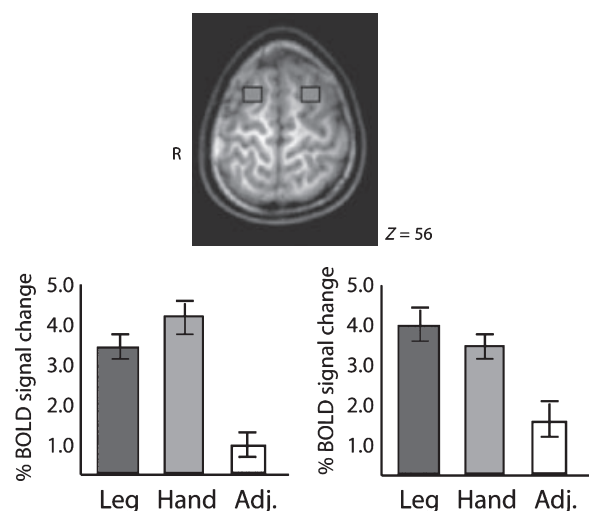 R
Z = 56
% BOLD signal change
5.0
4.0
3.0
2.0
1.0
Leg Hand Adj.
% BOLD signal change
5.0
4.0
3.0
2.0
1.0
Leg Hand Adj.